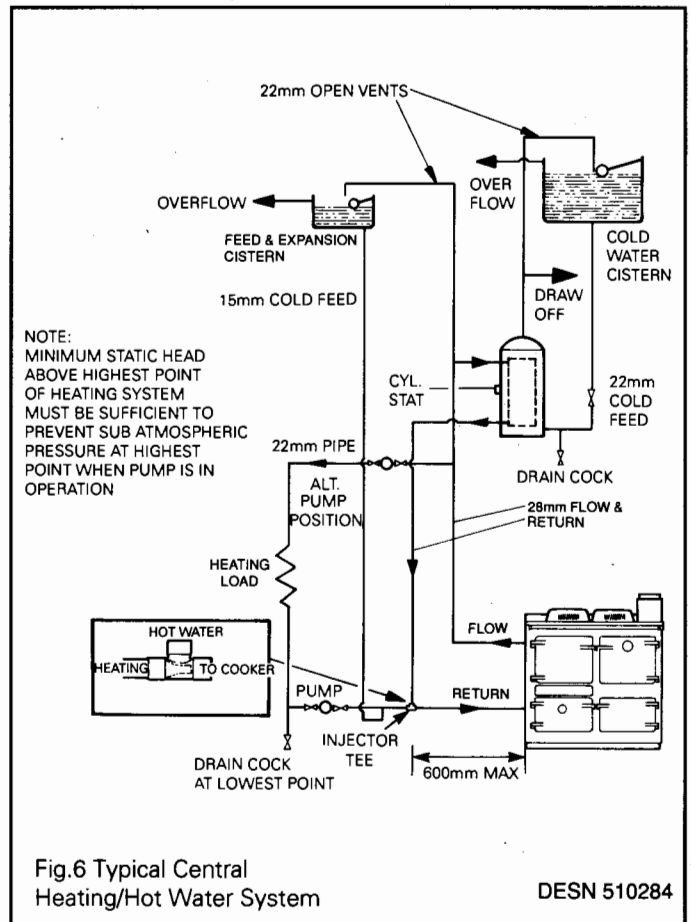 22mm OPEN VENTS
OVERFLOW
FEED & EXPANSION
CISTERN
OVER
FLOW
COLD
WATER
CISTERN
15mm COLD FEED
DRAW
OFF
NOTE:
MINIMUM STATIC HEAD
ABOVE HIGHEST POINT
OF HEATING SYSTEM
MUST BE SUFFICIENT TO
PREVENT SUB ATMOSPHERIC
PRESSURE AT HIGHEST
POINT WHEN PUMP IS IN
OPERATION
CYL.
STAT
22mm
COLD
FEED
22mm PIPE
DRAIN COCK
ALT.
PUMP
POSITION
28mm FLOW &
RETURN
HEATING
LOAD
HOT WATER
HEATING
TO COOKER
FLOW
PUMP
RETURN
INJECTOR
TEE
DRAIN COCK
AT LOWEST POINT
600mm MAX
Fig.6 Typical Central
Heating/Hot Water System
DESN 510284